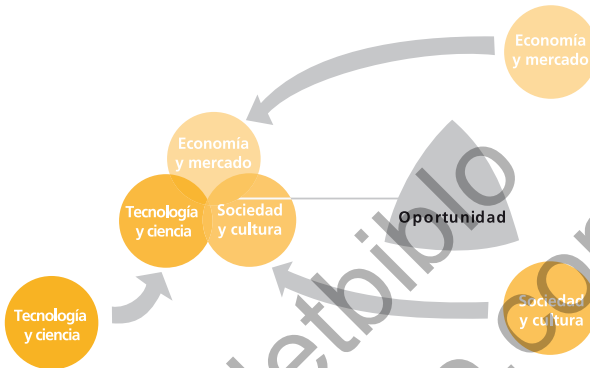 Economía
y mercado
Economía
y mercado
Tecnología
y ciencia
Sociedad
y cultura
Oportunidad
Tecnología
y ciencia
Sociedad
y cultura